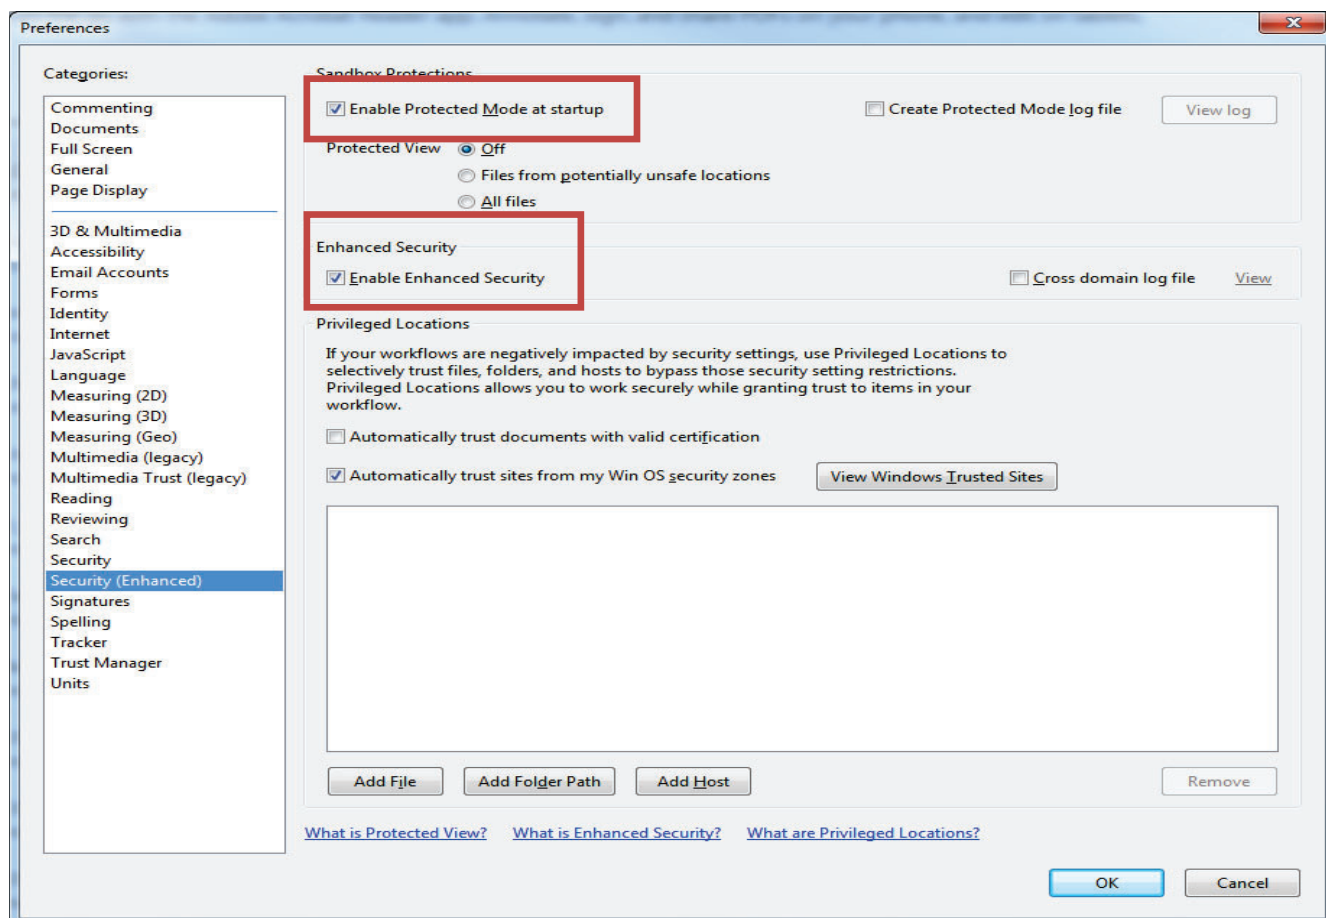 Preferences
Categories:
Commenting
Documents
Full Screen
General
Page Display
3D & Multimedia
Accessibility
Email Accounts
Forms
Identity
Internet
JavaScript
Language
Measuring (2D)
Measuring (3D)
Measuring (Geo)
Multimedia (legacy)
Multimedia Trust (legacy)
Reading
Reviewing
Search
Security
Security (Enhanced)
Signatures
Spelling
Tracker
Trust Manager
Units
Sandbox Protections
Enable Protected Mode at startup
Create Protected Mode log file
View log
Protected View
Off
Files from potentially unsafe locations
All files
Enhanced Security
Enable Enhanced Security
Cross domain log file
View
Privileged Locations
If your workflows are negatively impacted by security settings, use Privileged Locations to
selectively trust files, folders, and hosts to bypass those security setting restrictions.
Privileged Locations allows you to work securely while granting trust to items in your
workflow.
Automatically trust documents with valid certification
Automatically trust sites from my Win OS security zones
View Windows Trusted Sites
Add File
Add Folder Path
Add Host
Remove
What is Protected View?
What is Enhanced Security?
What are Privileged Locations?
OK
Cancel